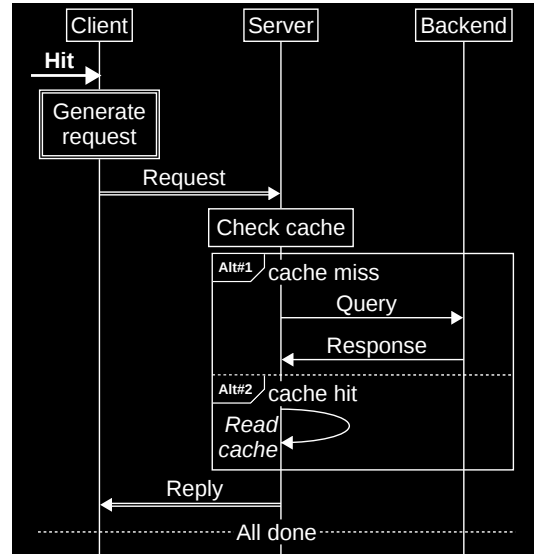 Client Server Backend
Hit
Generate
request
Request
Check cache
Alt#1 cache miss
Query
Response
Alt#2 cache hit
Read
cache
Reply
All done